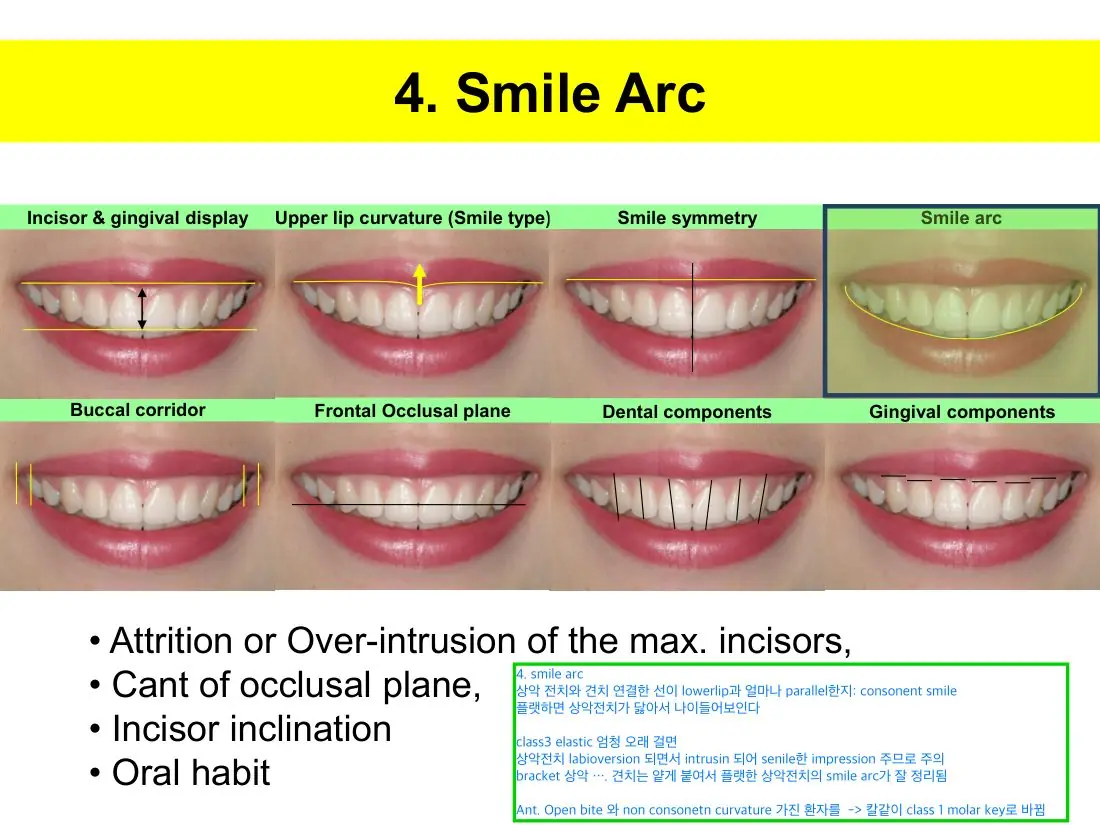 4. Smile Arc
Incisor & gingival display
Upper lip curvature (Smile type)
Smile symmetry
Smile arc
Buccal corridor
Frontal Occlusal plane
Dental components
Gingival components
• Attrition or Over-intrusion of the max. incisors,
• Cant of occlusal plane,
• Incisor inclination
• Oral habit
4. smile arc
상악 전치와 견치 연결한 선이 lowerlip과 얼마나 parallel한지: consonent smile
플랫하면 상악전치가 닳아서 나이들어보인다
class3 elastic 엄청 오래 걸면
상악전치 labioversion 되면서 intrusin 되어 senile한 impression 주므로 주의
bracket 상악 …. 견치는 얕게 붙여서 플랫한 상악전치의 smile arc가 잘 정리됨
Ant. Open bite 와 non consonetn curvature 가진 환자를 -> 칼같이 class 1 molar key로 바뀜